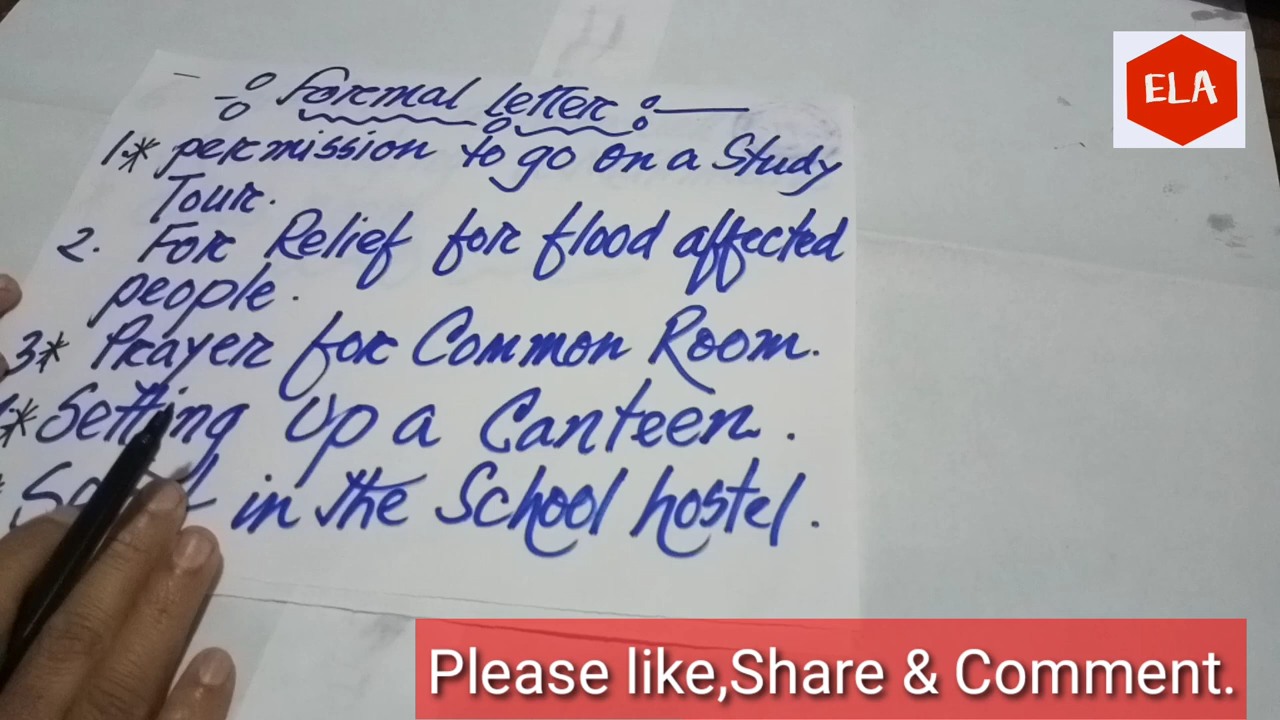 ELA
Formal Letter :
1.* permission to go on a Study
Tour.
2. For Relief for flood affected
people.
3* Prayer for Common Room.
* Setting Up a Canteen.
in the School hostel.
Please like,Share & Comment.